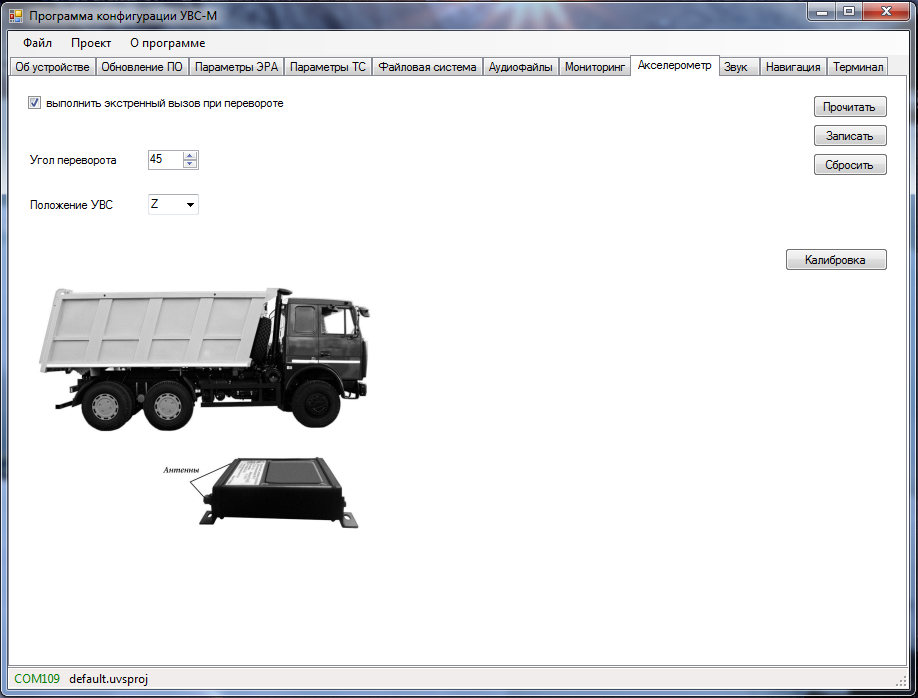 Программа конфигурации УВС-М
Файл Проект О программе
Об устройстве Обновление ПО Параметры ЭРА Параметры ТС Файловая система Аудиофайлы Мониторинг Акселерометр Звук Навигация Терминал
выполнить экстренный вызов при перевороте
Прочитать
Записать
Угол переворота 45
Сбросить
Положение УВС Z
Калибровка
Антенны
COM109 default.uvsproj